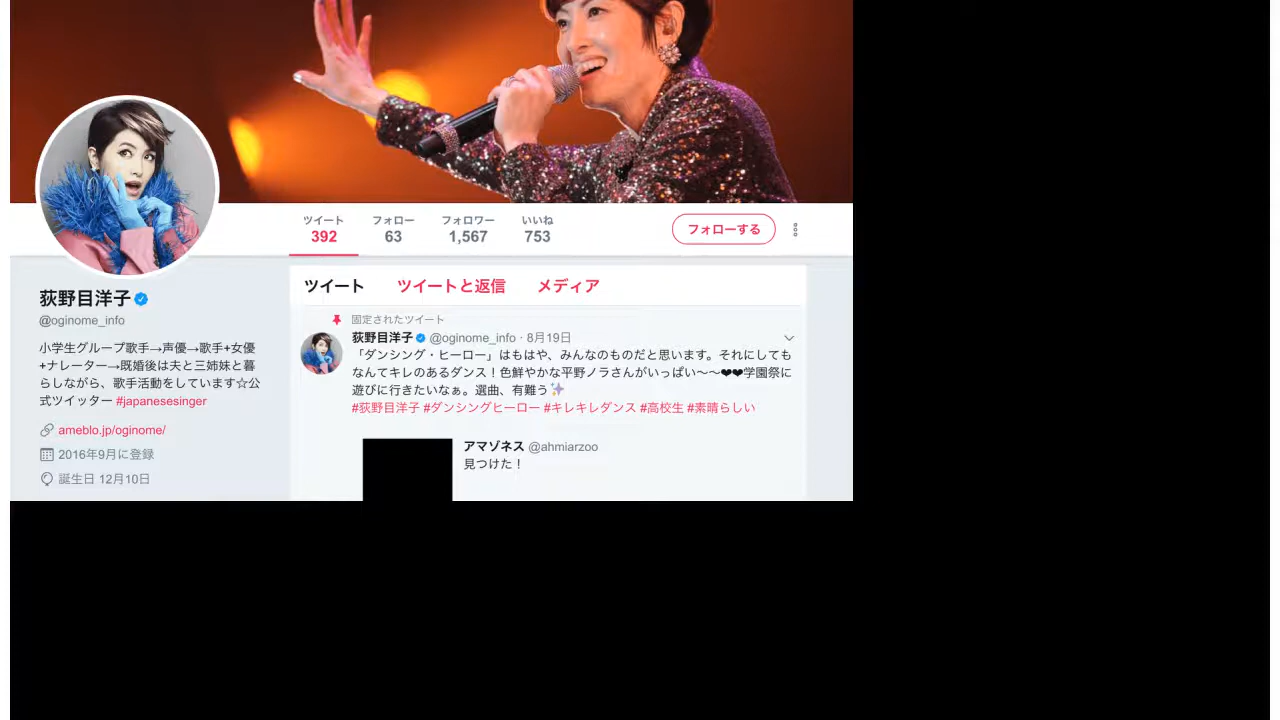 ツイート フォロー フォロワー いいね
392 63 1,567 753
フォローする
荻野目洋子
@oginome_info
小学生グループ歌手→声優→歌手+女優
+ナレーター→既婚後は夫と三姉妹と暮
らしながら、歌手活動をしています☆公
式ツイッター #japanesesinger
ameblo.jp/oginome/
2016年9月に登録
誕生日 12月10日
ツイート ツイートと返信 メディア
固定されたツイート
荻野目洋子 @oginome_info · 8月19日
「ダンシング・ヒーロー」はもはや、みんなのものだと思います。それにしても
なんてキレのあるダンス！色鮮やかな平野ノラさんがいっぱい〜〜❤❤学園祭に
遊びに行きたいなぁ。選曲、有難う✨
#荻野目洋子 #ダンシングヒーロー #キレキレダンス #高校生 #素晴らしい
アマゾネス @ahmiarzoo
見つけた！